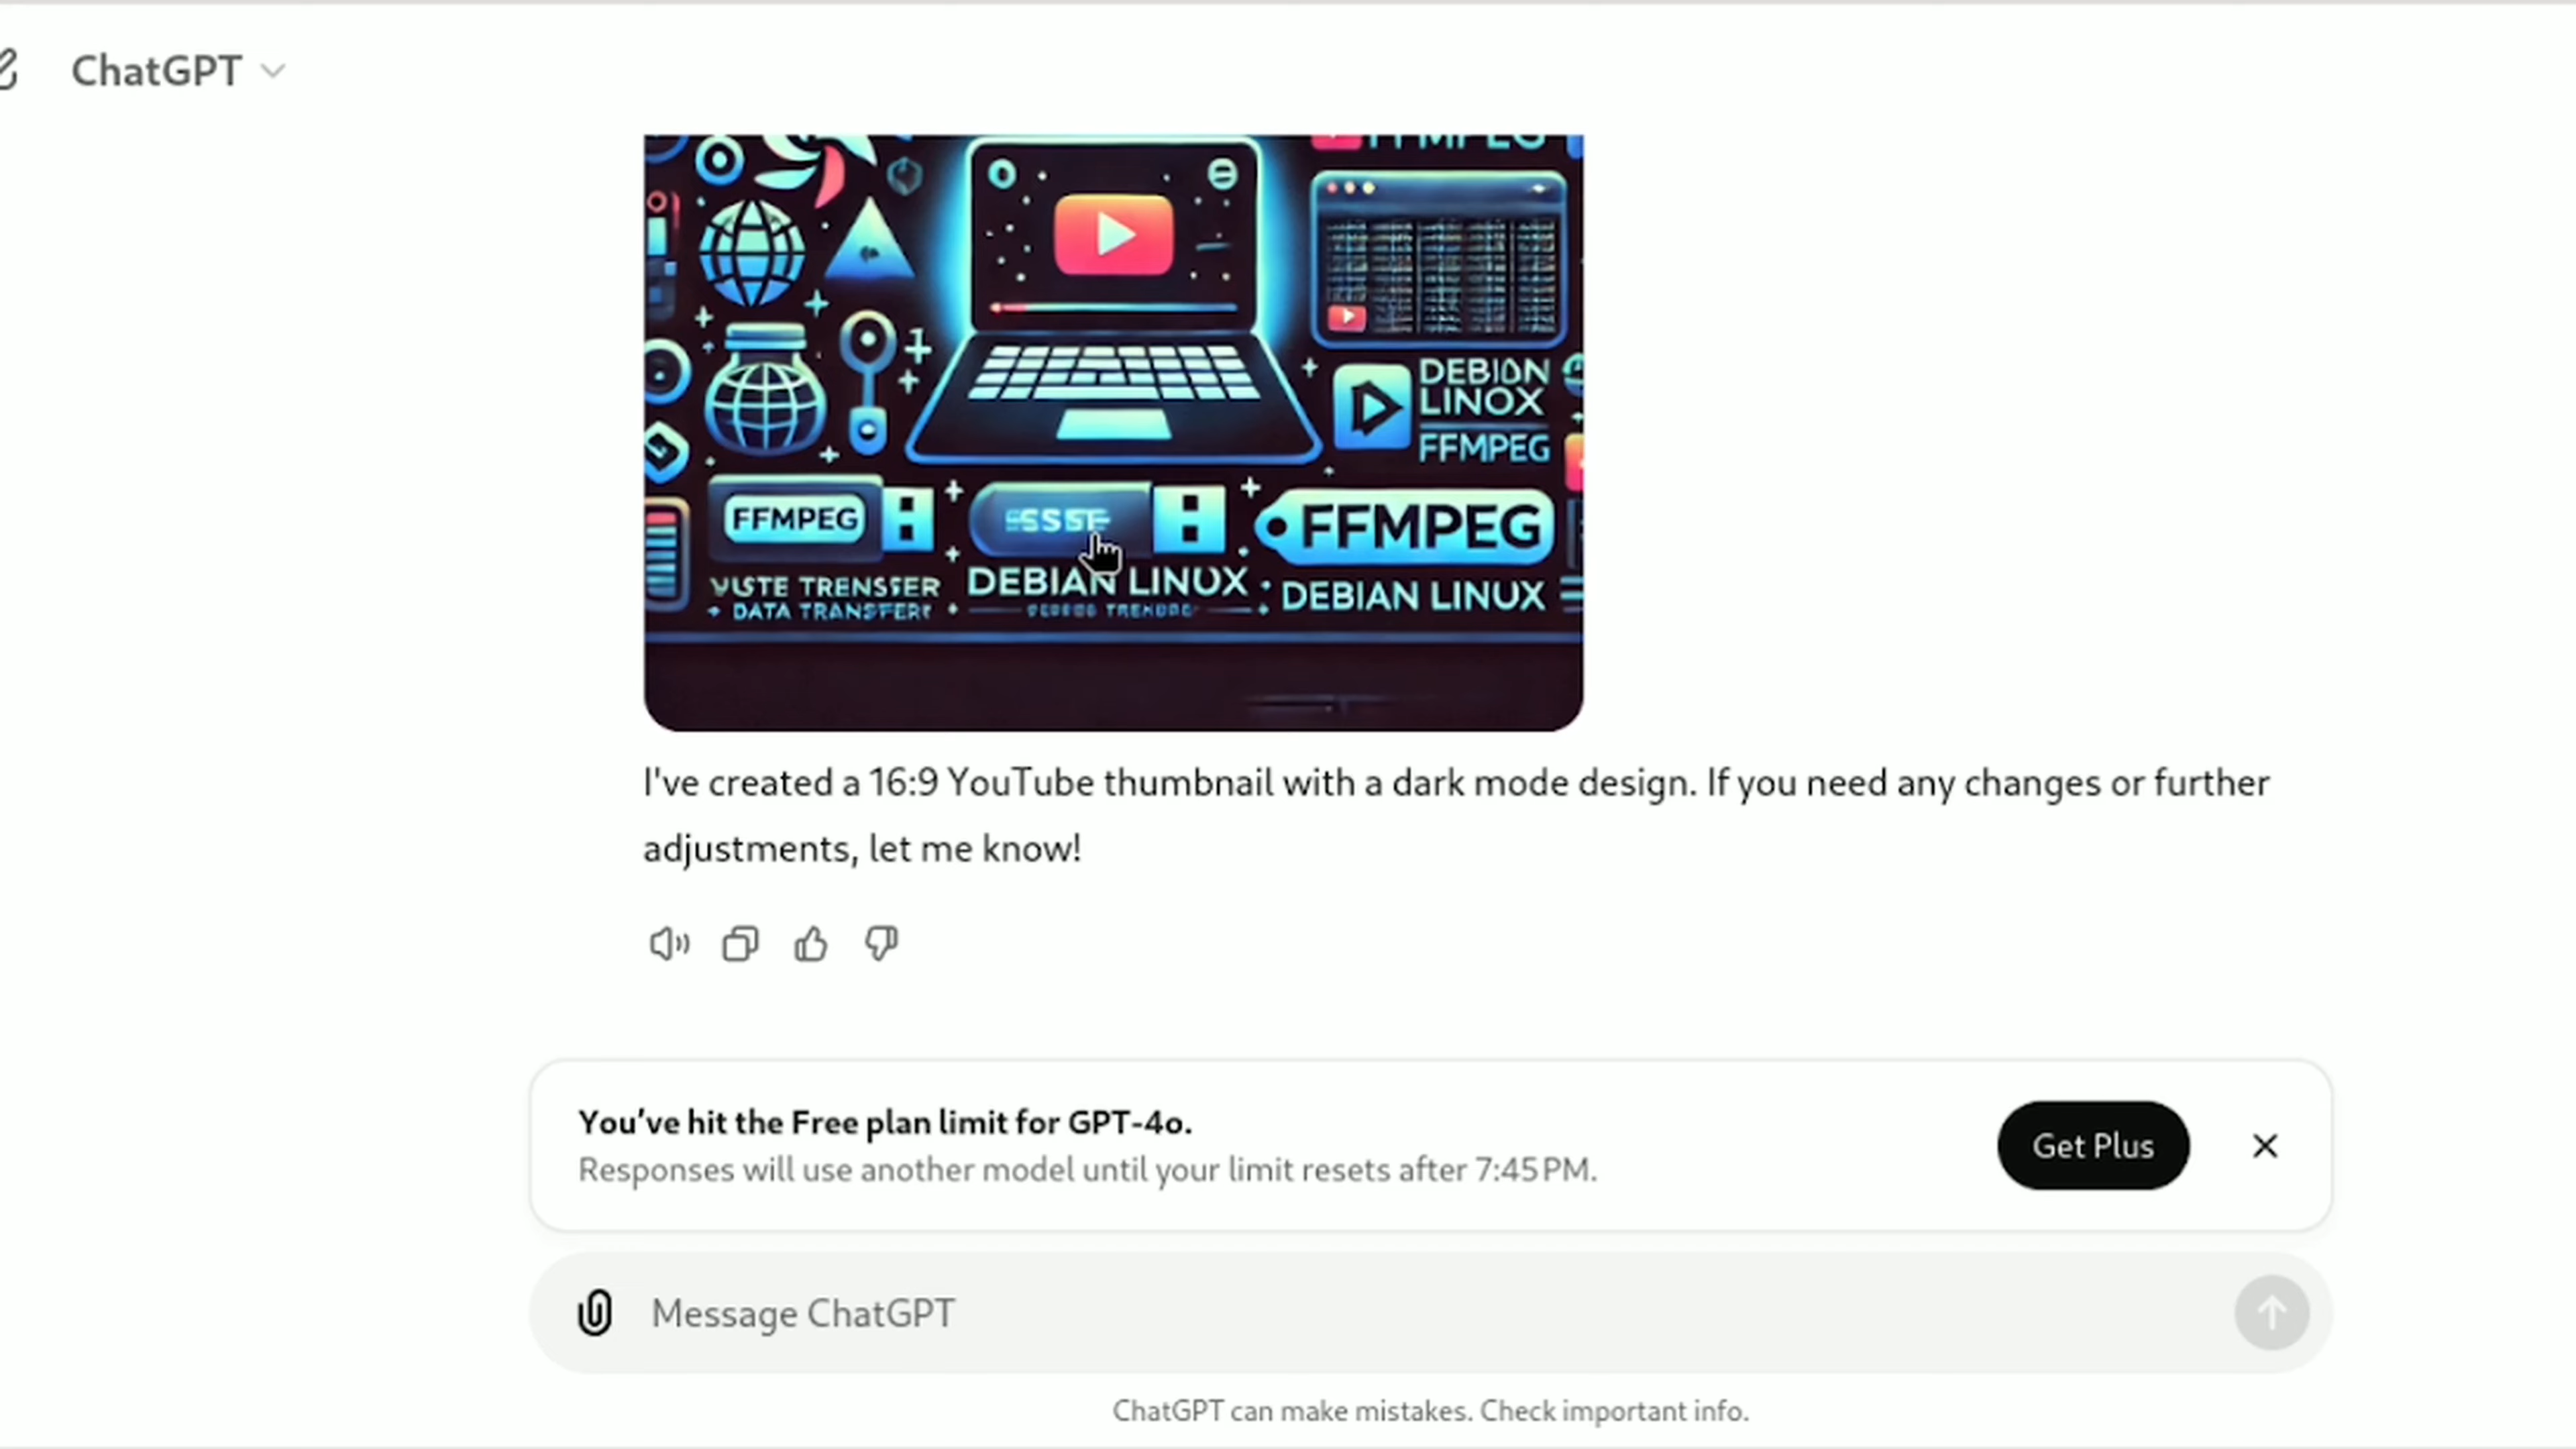 ChatGPT
FFMPEG
DEBIAN
LINOX
FFMPEG
FFMPEG
FFMPEG
DEBIAN LINUX
DEBIAN LINUX
I've created a 16:9 YouTube thumbnail with a dark mode design. If you need any changes or further
adjustments, let me know!
You've hit the Free plan limit for GPT-4o.
Get Plus
Responses will use another model until your limit resets after 7:45 PM.
Message ChatGPT
ChatGPT can make mistakes. Check important info.